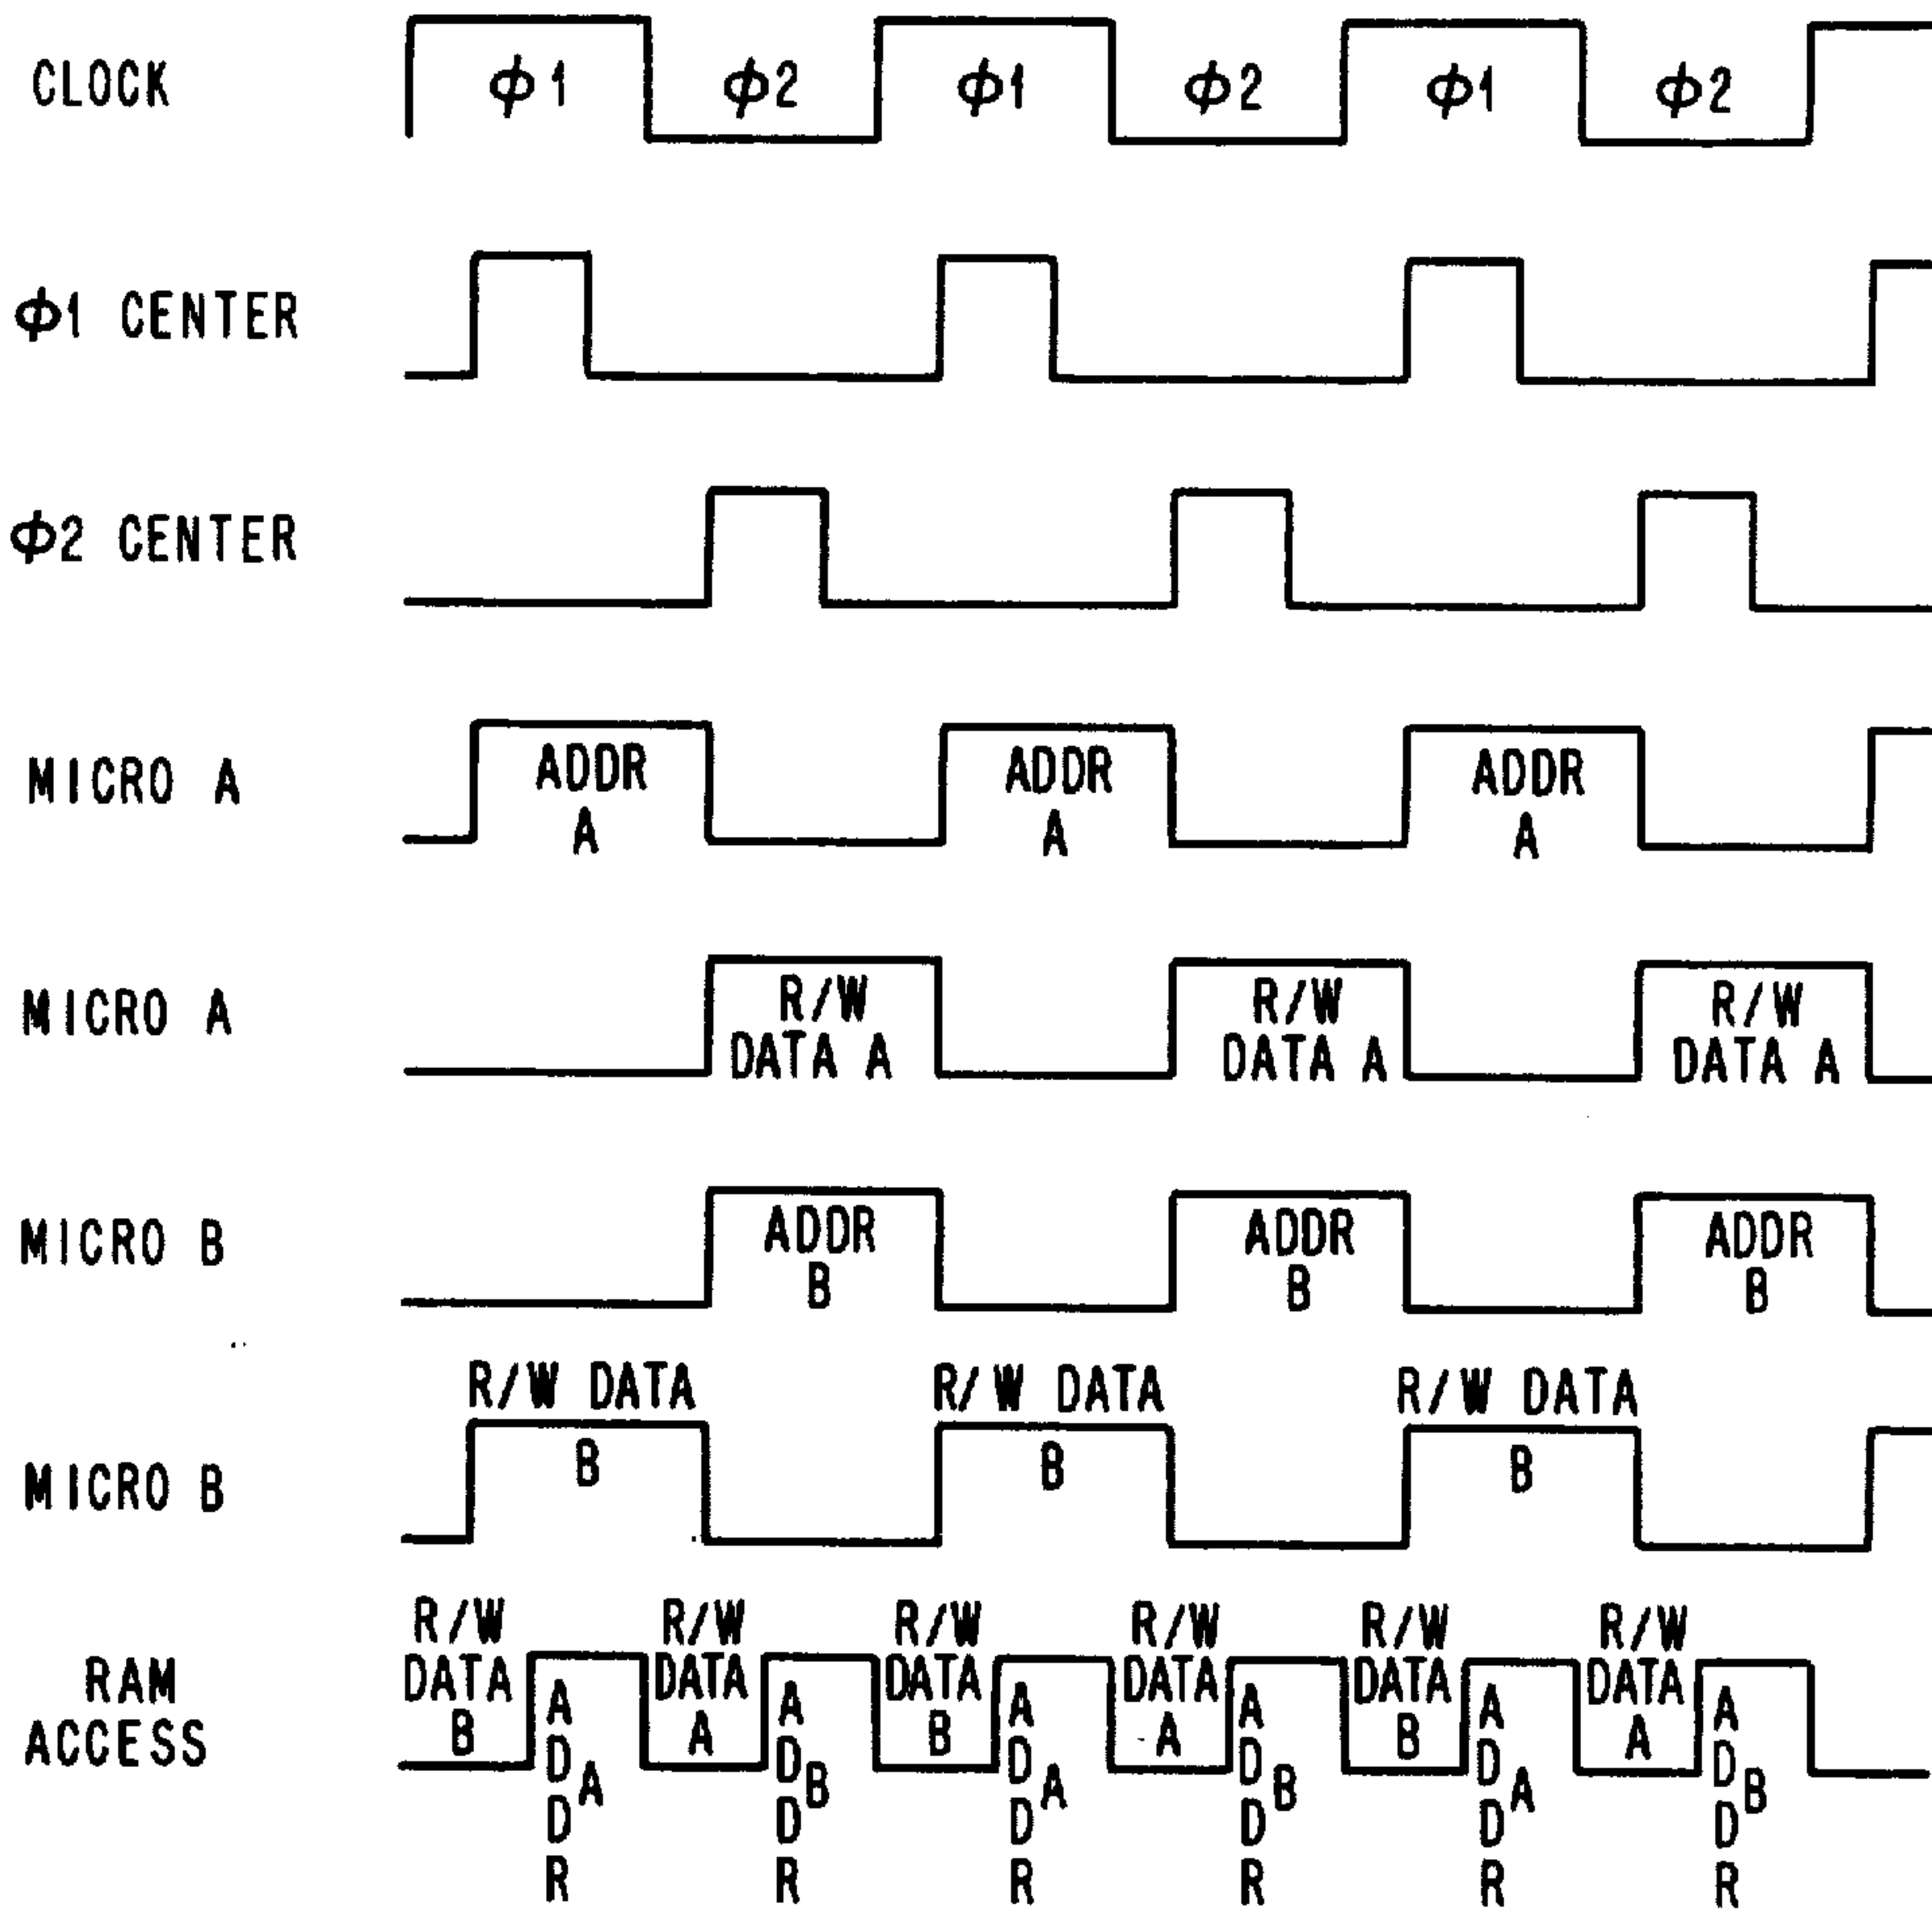 CLOCK ϕ1 ϕ2 ϕ1 ϕ2 ϕ1 ϕ2
ϕ1 CENTER
ϕ2 CENTER
MICRO A
ADDR A
ADDR A
ADDR A
MICRO A
R/W
DATA A
R/W
DATA A
R/W
DATA A
MICRO B
ADDR
B
ADDR
B
ADDR
B
MICRO B
R/W DATA
B
R/W DATA
B
R/W DATA
B
RAM
ACCESS
R/W
DATA
B
ADDR A
R/W
DATA
A
ADDR B
R/W
DATA
B
ADDR A
R/W
DATA
A
ADDR B
R/W
DATA
B
ADDR A
R/W
DATA
A
ADDR B